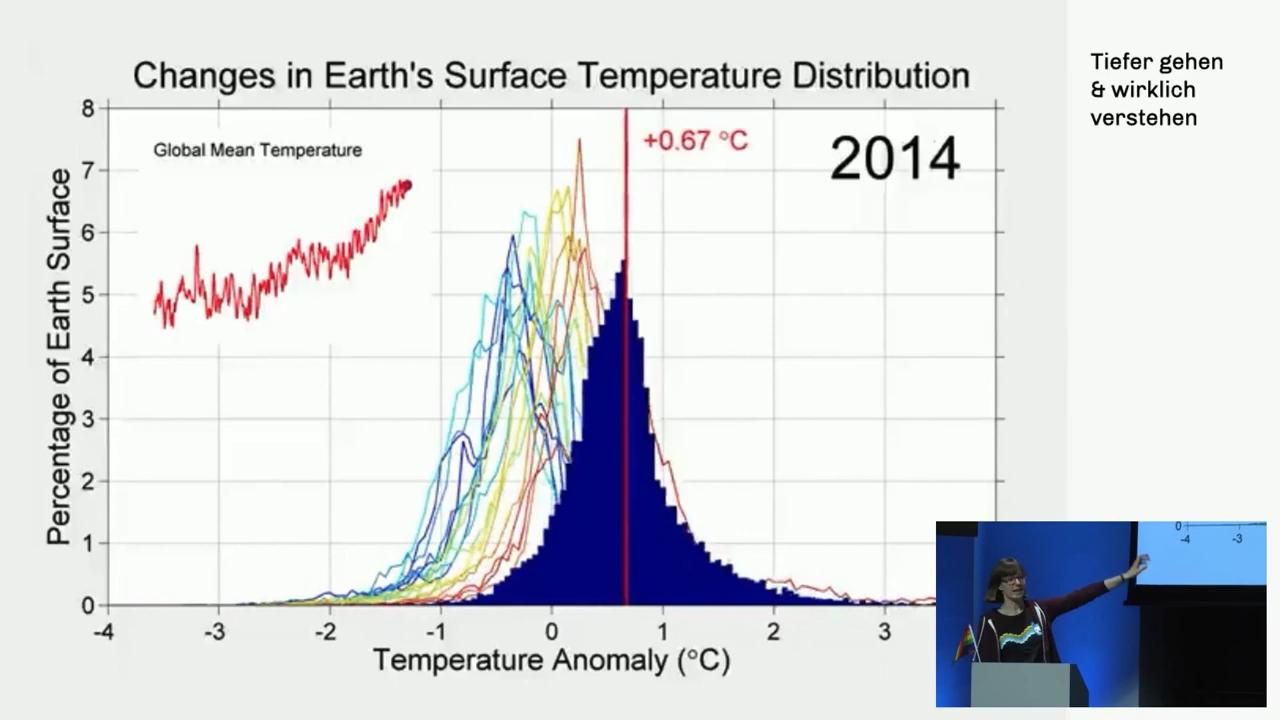 Changes in Earth's Surface Temperature Distribution
Tiefer gehen
& wirklich
verstehen
Global Mean Temperature
+0.67 °C
2014
Percentage of Earth Surface
8
7
6
5
4
3
2
1
0
-4 -3 -2 -1 0 1 2 3
Temperature Anomaly (°C)
0
-4 -3